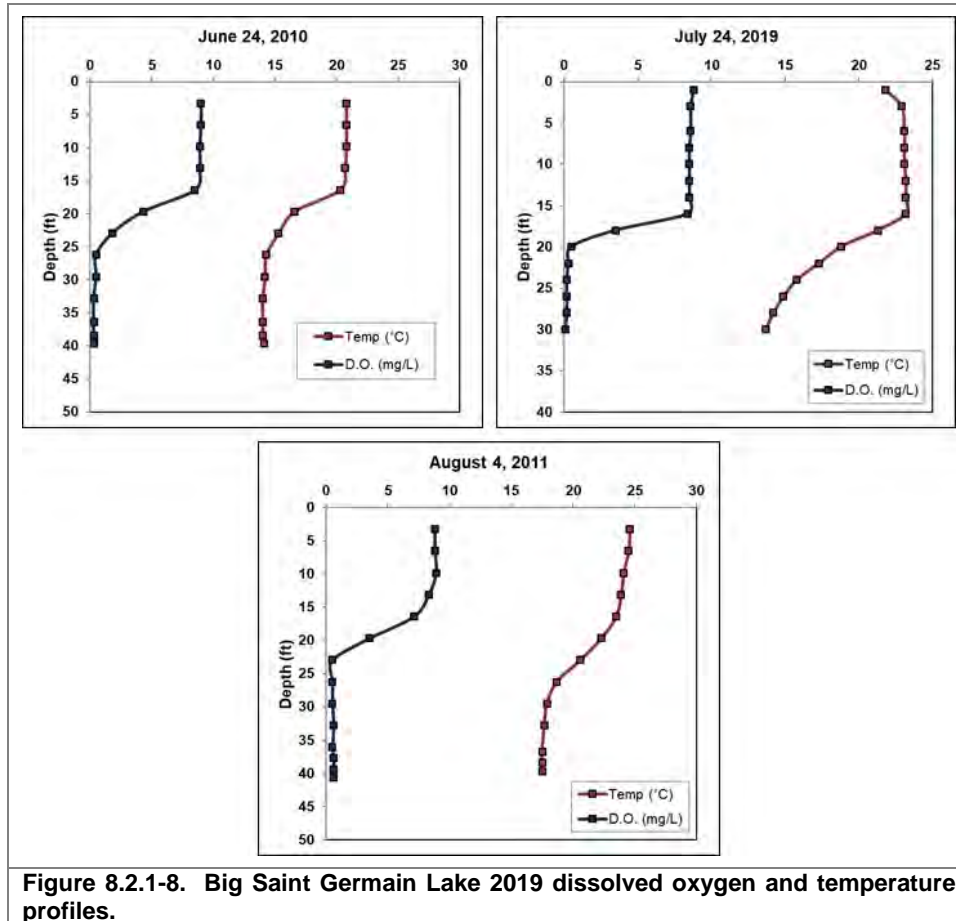 June 24, 2010
0 5 10 15 20 25 30
0
5
10
15
20
25
30
35
40
45
50
Depth (ft)
Temp (°C)
D.O. (mg/L)
July 24, 2019
0 5 10 15 20 25
0
5
10
15
20
25
30
35
40
Depth (ft)
Temp (°C)
D.O. (mg/L)
August 4, 2011
0 5 10 15 20 25 30
0
5
10
15
20
25
30
35
40
45
50
Depth (ft)
Temp (°C)
D.O. (mg/L)
Figure 8.2.1-8. Big Saint Germain Lake 2019 dissolved oxygen and temperature
profiles.